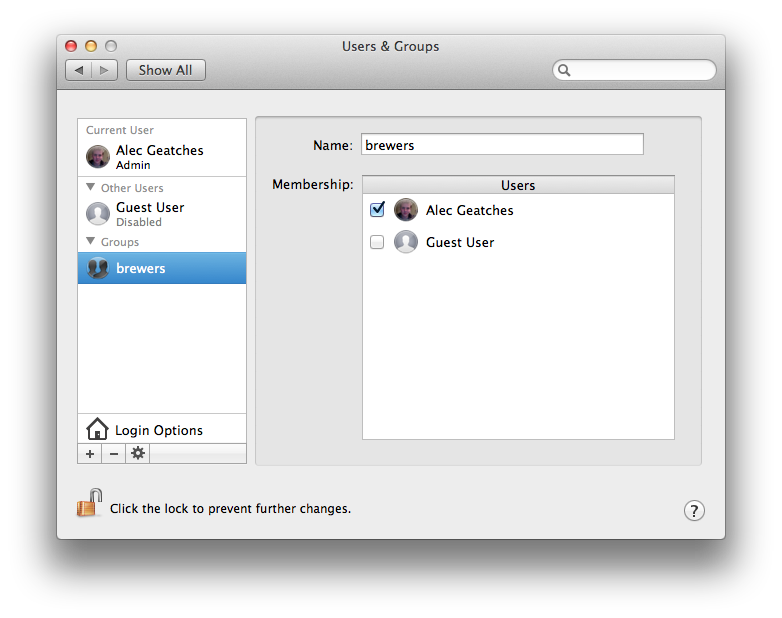 Users & Groups
Show All
Current User
Alec Geatches
Admin
Other Users
Guest User
Disabled
Groups
brewers
Login Options
Name: brewers
Membership:
Users
Alec Geatches
Guest User
Click the lock to prevent further changes.
?